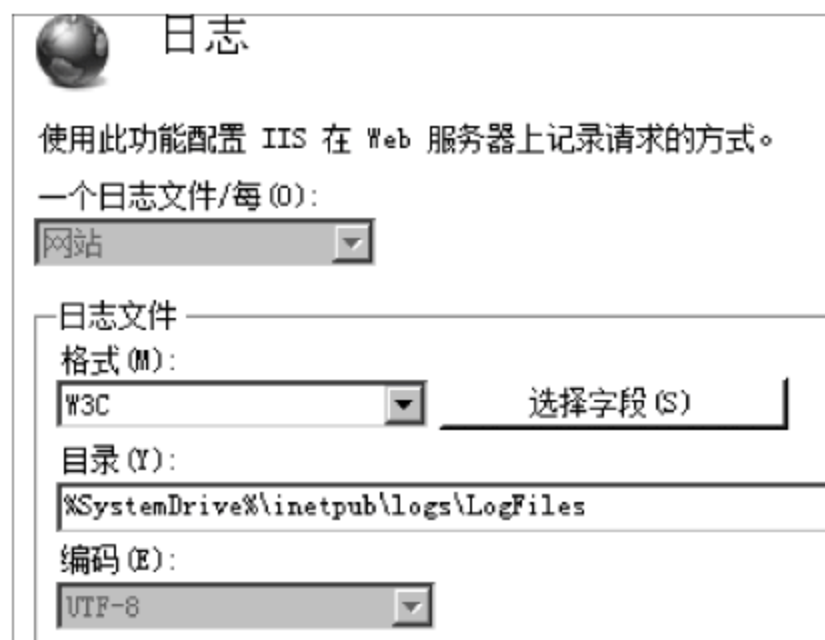 日志
使用此功能配置 IIS 在 Web 服务器上记录请求的方式。
一个日志文件/每(O):
网站
日志文件
格式(M):
W3C
选择字段(S)
目录(Y):
%SystemDrive%\inetpub\logs\LogFiles
编码(E):
UTF-8